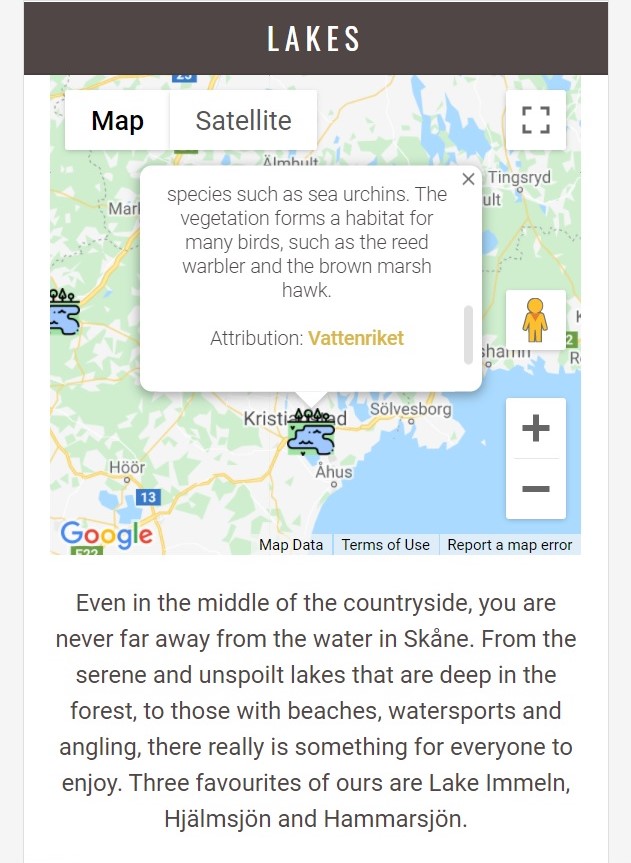 LAKES
23
Map
Satellite
Älmhult
Tingsryd
species such as sea urchins. The
vegetation forms a habitat for
many birds, such as the reed
warbler and the brown marsh
hawk.
Attribution: Vattenriket
Sölvesborg
Åhus
Höör
13
Google
E22
Map Data
Terms of Use
Report a map error
Even in the middle of the countryside, you are
never far away from the water in Skåne. From the
serene and unspoilt lakes that are deep in the
forest, to those with beaches, watersports and
angling, there really is something for everyone to
enjoy. Three favourites of ours are Lake Immeln,
Hjälmsjön and Hammarsjön.